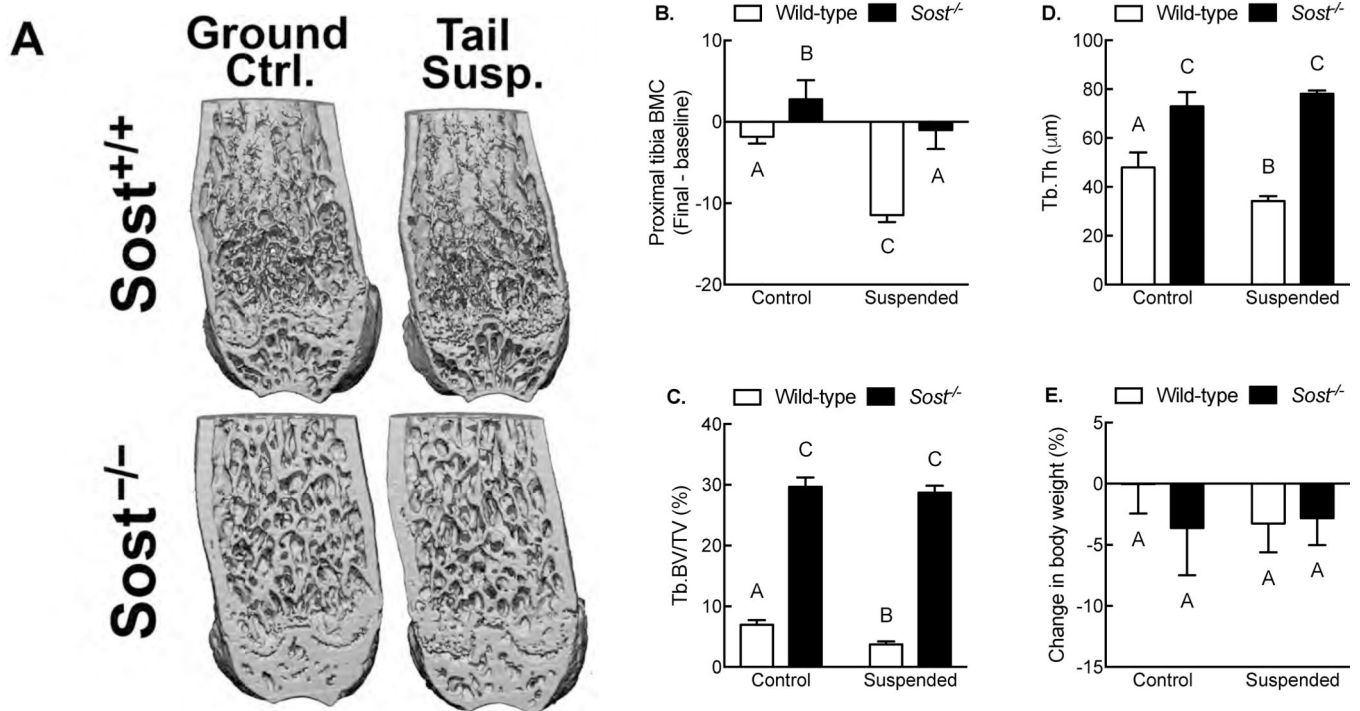 A
Ground
Ctrl.
Tail
Susp.
Sost+/+
Sost−/−
B.
Wild-type
Sost-/-
Proximal tibia BMC
(Final - baseline)
10
0
-10
-20
A
B
C
A
Control
Suspended
D.
Wild-type
Sost-/-
Tb.Th (μm)
100
80
60
40
20
0
A
C
B
C
Control
Suspended
C.
Wild-type
Sost-/-
Tb.BV/TV (%)
40
30
20
10
0
A
C
B
C
Control
Suspended
E.
Wild-type
Sost-/-
Change in body weight (%)
5
0
-5
-10
-15
A
A
A
A
Control
Suspended